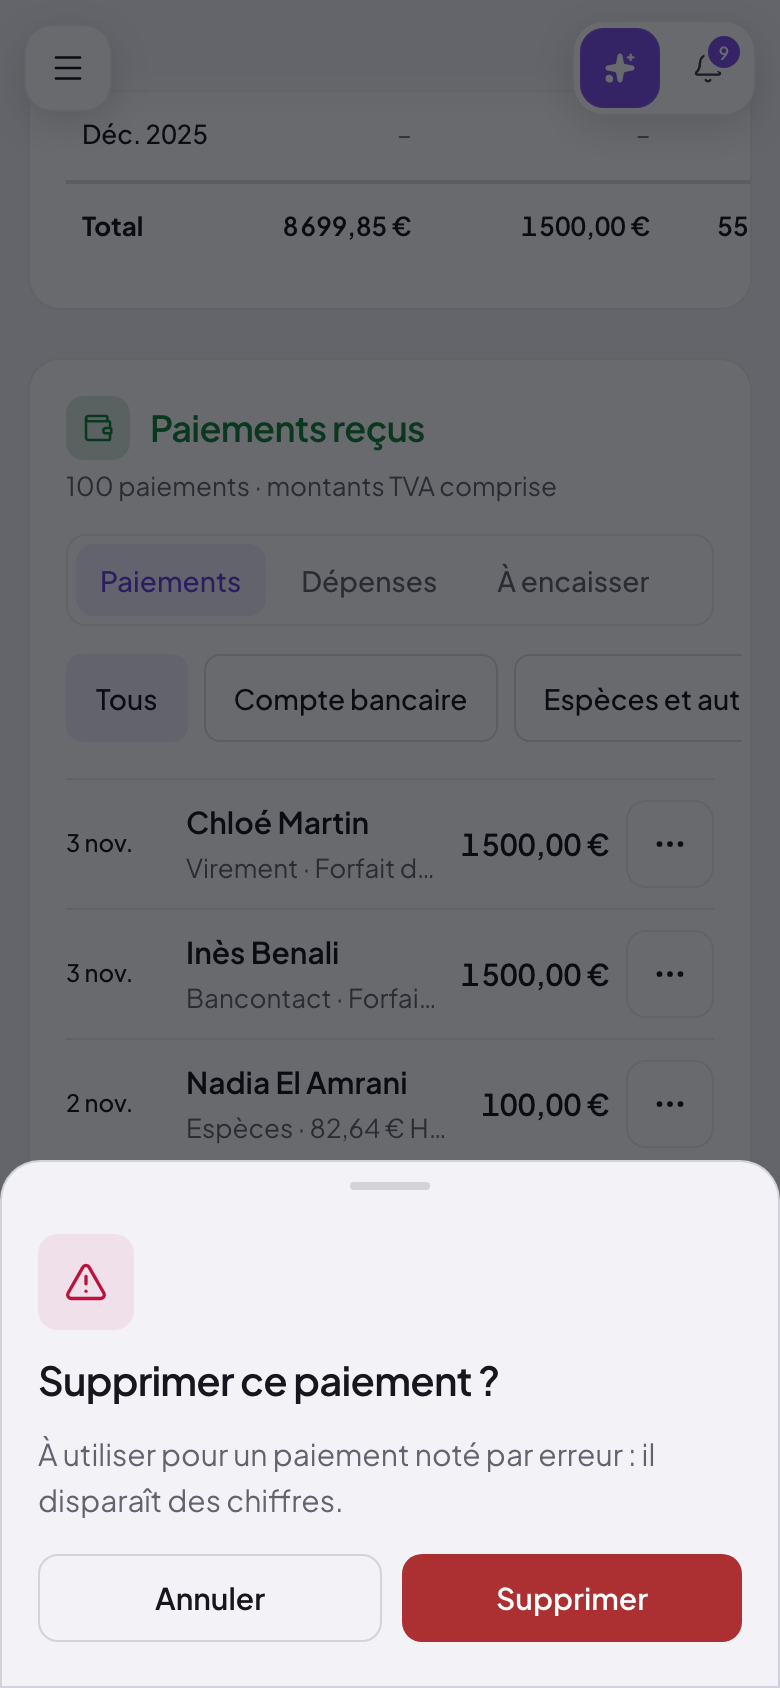 9
Déc. 2025 – –
Total 8 699,85 € 1 500,00 € 55
Paiements reçus
100 paiements · montants TVA comprise
Paiements Dépenses À encaisser
Tous Compte bancaire Espèces et aut
3 nov. Chloé Martin 1 500,00 €
Virement · Forfait d…
3 nov. Inès Benali 1 500,00 €
Bancontact · Forfai…
2 nov. Nadia El Amrani 100,00 €
Espèces · 82,64 € H…
Supprimer ce paiement ?
À utiliser pour un paiement noté par erreur : il
disparaît des chiffres.
Annuler Supprimer